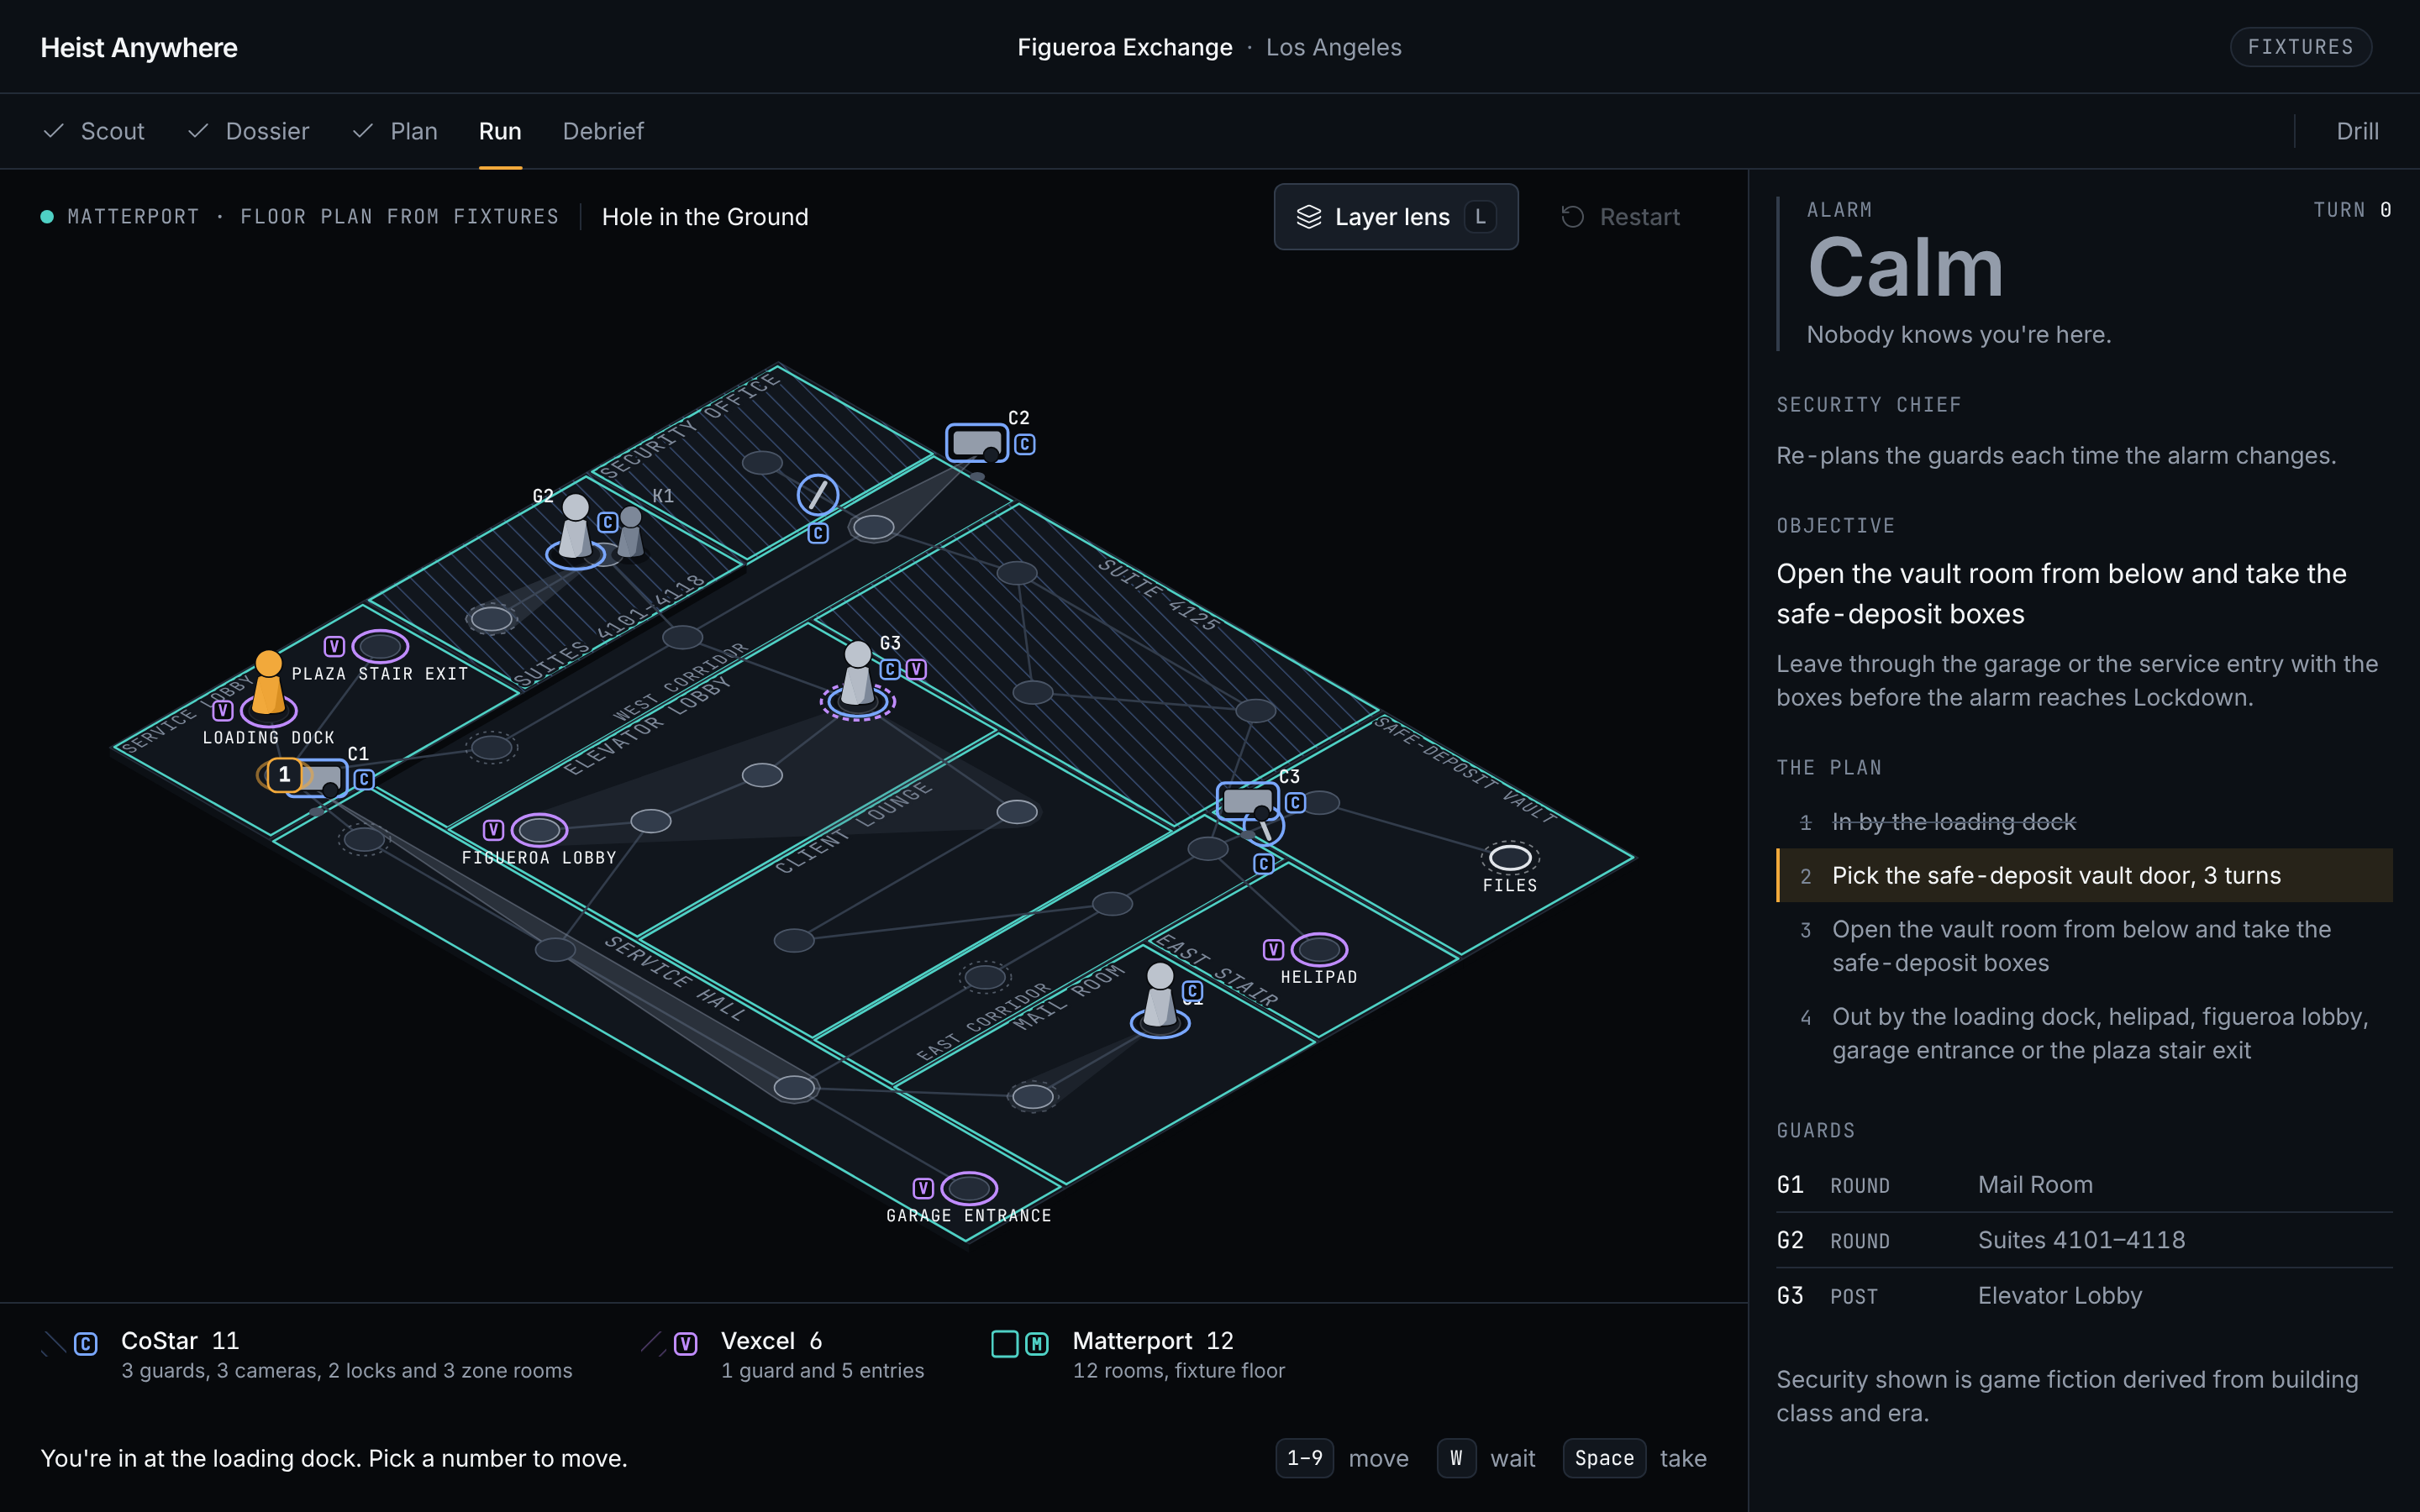 Heist Anywhere
Figueroa Exchange · Los Angeles
FIXTURES
Scout
Dossier
Plan
Run
Debrief
Drill
MATTERPORT · FLOOR PLAN FROM FIXTURES
Hole in the Ground
Layer lens L
Restart
SECURITY OFFICE
C2
C
G2
K1
C
C
SUITE 4125
SUITES 4101-4118
V
PLAZA STAIR EXIT
G3
C V
WEST CORRIDOR
ELEVATOR LOBBY
SERVICE LOBBY
V
LOADING DOCK
C1
1
C
SAFE-DEPOSIT VAULT
C3
C
C
CLIENT LOUNGE
V
FIGUEROA LOBBY
FILES
SERVICE HALL
EAST STAIR
V
HELIPAD
C
EAST CORRIDOR
MAIL ROOM
V
GARAGE ENTRANCE
C CoStar 11
3 guards, 3 cameras, 2 locks and 3 zone rooms
V Vexcel 6
1 guard and 5 entries
M Matterport 12
12 rooms, fixture floor
You're in at the loading dock. Pick a number to move.
1–9 move
W wait
Space take
ALARM
TURN 0
Calm
Nobody knows you're here.
SECURITY CHIEF
Re-plans the guards each time the alarm changes.
OBJECTIVE
Open the vault room from below and take the
safe-deposit boxes
Leave through the garage or the service entry with the
boxes before the alarm reaches Lockdown.
THE PLAN
1 In by the loading dock
2 Pick the safe-deposit vault door, 3 turns
3 Open the vault room from below and take the
safe-deposit boxes
4 Out by the loading dock, helipad, figueroa lobby,
garage entrance or the plaza stair exit
GUARDS
G1 ROUND Mail Room
G2 ROUND Suites 4101–4118
G3 POST Elevator Lobby
Security shown is game fiction derived from building
class and era.